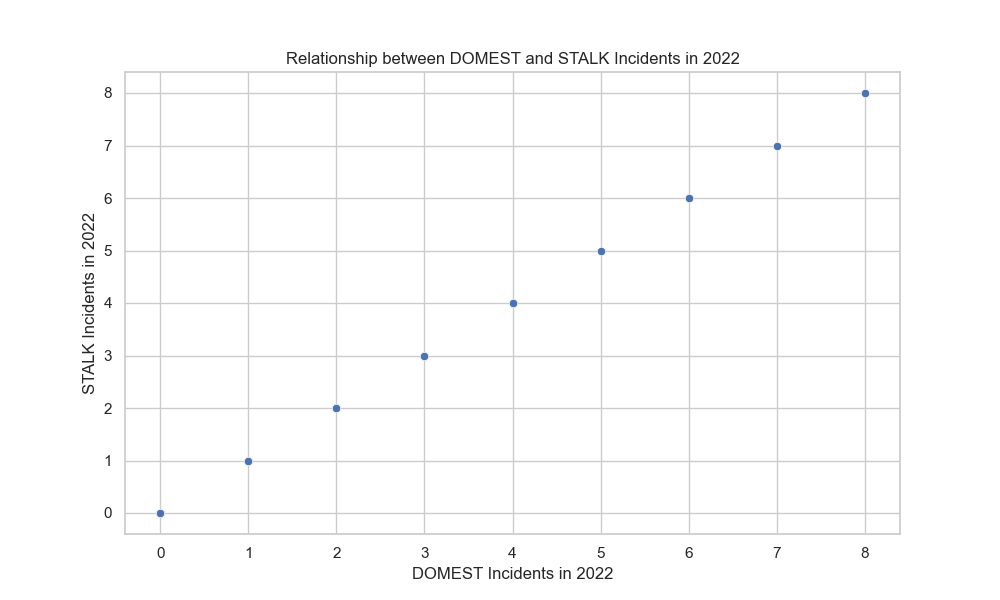 Relationship between DOMEST and STALK Incidents in 2022
8
7
6
5
4
3
2
1
0
STALK Incidents in 2022
0 1 2 3 4 5 6 7 8
DOMEST Incidents in 2022